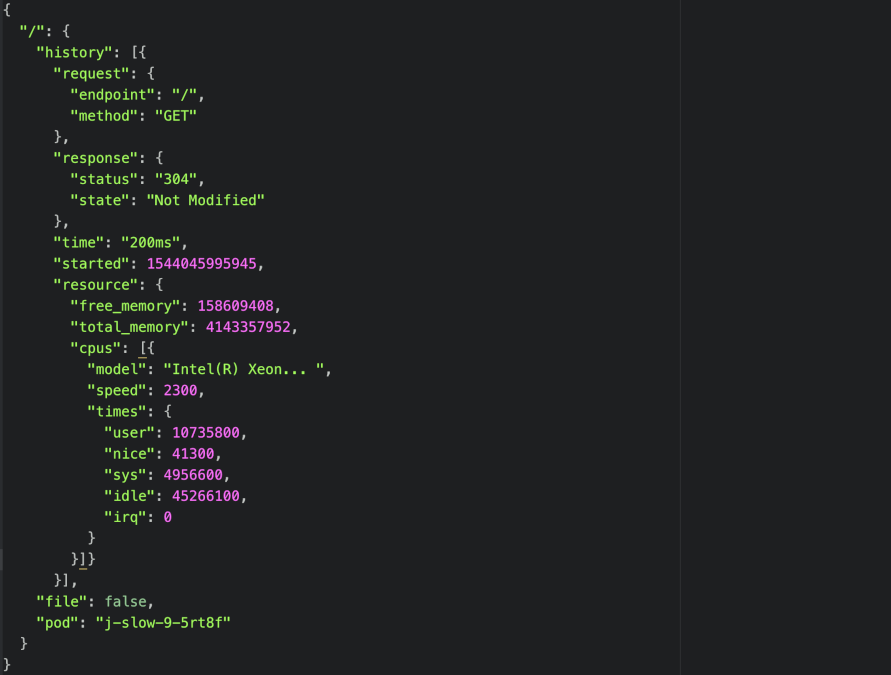 {
  "/": {
    "history": [{
      "request": {
        "endpoint": "/",
        "method": "GET"
      },
      "response": {
        "status": "304",
        "state": "Not Modified"
      },
      "time": "200ms",
      "started": 1544045995945,
      "resource": {
        "free_memory": 158609408,
        "total_memory": 4143357952,
        "cpus": [{
          "model": "Intel(R) Xeon... ",
          "speed": 2300,
          "times": {
            "user": 10735800,
            "nice": 41300,
            "sys": 4956600,
            "idle": 45266100,
            "irq": 0
          }
        }]}
      }],
    "file": false,
    "pod": "j-slow-9-5rt8f"
  }
}